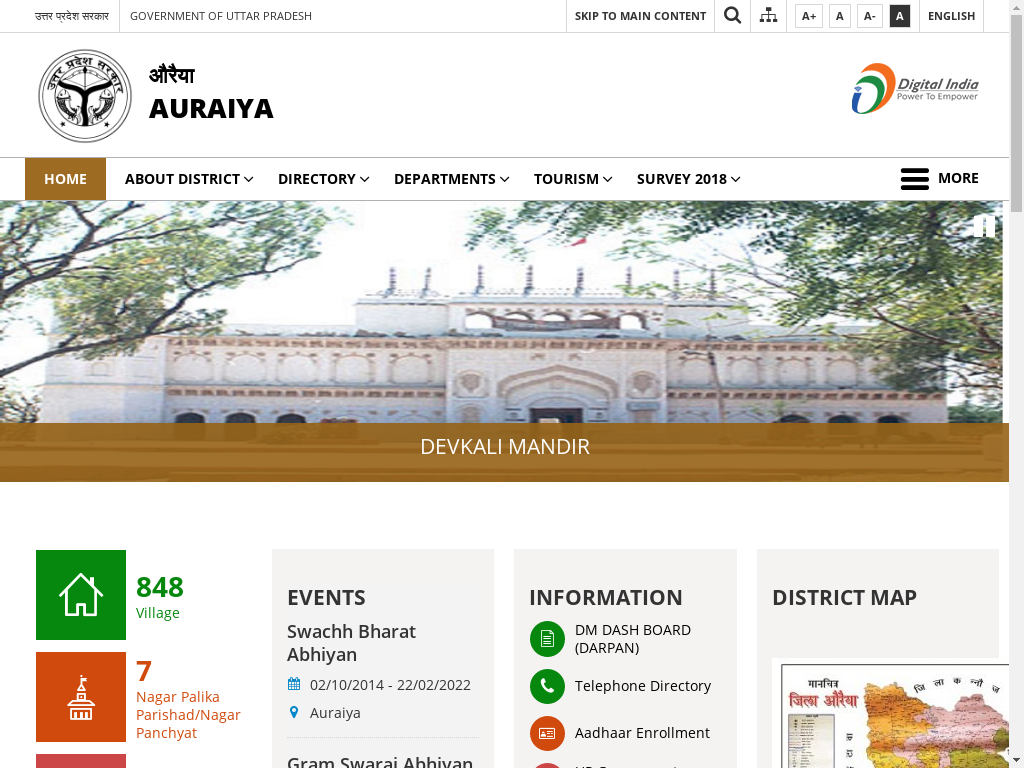 उत्तर प्रदेश सरकार
GOVERNMENT OF UTTAR PRADESH
SKIP TO MAIN CONTENT
A+
A
A-
A
ENGLISH
औरैया
AURAIYA
Digital India
Power To Empower
HOME
ABOUT DISTRICT
DIRECTORY
DEPARTMENTS
TOURISM
SURVEY 2018
MORE
DEVKALI MANDIR
848
Village
7
Nagar Palika
Parishad/Nagar
Panchyat
EVENTS
Swachh Bharat
Abhiyan
02/10/2014 - 22/02/2022
Auraiya
Gram Swaraj Abhiyan
INFORMATION
DM DASH BOARD
(DARPAN)
Telephone Directory
Aadhaar Enrollment
DISTRICT MAP
मानचित्र
जिला औरैया
जि ला क न्नौ ज